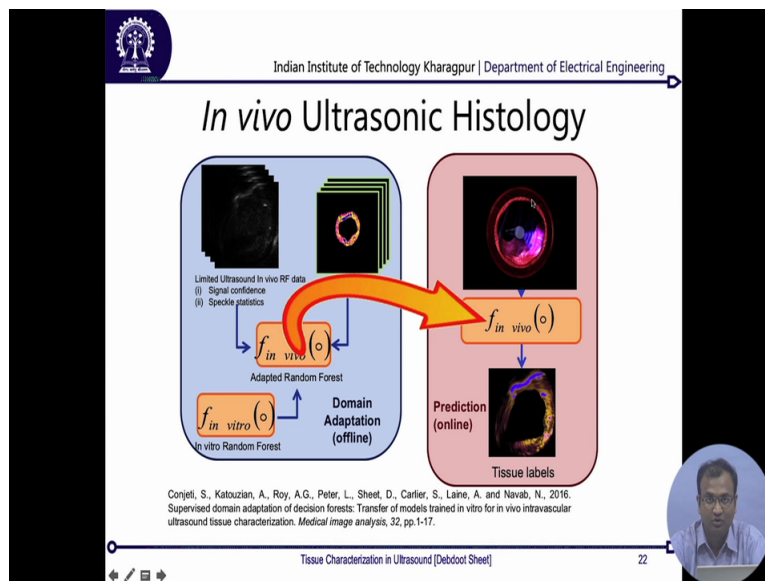 Indian Institute of Technology Kharagpur | Department of Electrical Engineering
In vivo Ultrasonic Histology
Limited Ultrasound In vivo RF data
(i) Signal confidence
(ii) Speckle statistics
f in vivo (∘)
Adapted Random Forest
f in vitro (∘)
In vitro Random Forest
Domain
Adaptation
(offline)
f in vivo (∘)
Prediction
(online)
Tissue labels
Conjeti, S., Katouzian, A., Roy, A.G., Peter, L., Sheet, D., Carlier, S., Laine, A. and Navab, N., 2016.
Supervised domain adaptation of decision forests: Transfer of models trained in vitro for in vivo intravascular
ultrasound tissue characterization. Medical image analysis, 32, pp.1-17.
Tissue Characterization in Ultrasound [Debdoot Sheet]
22